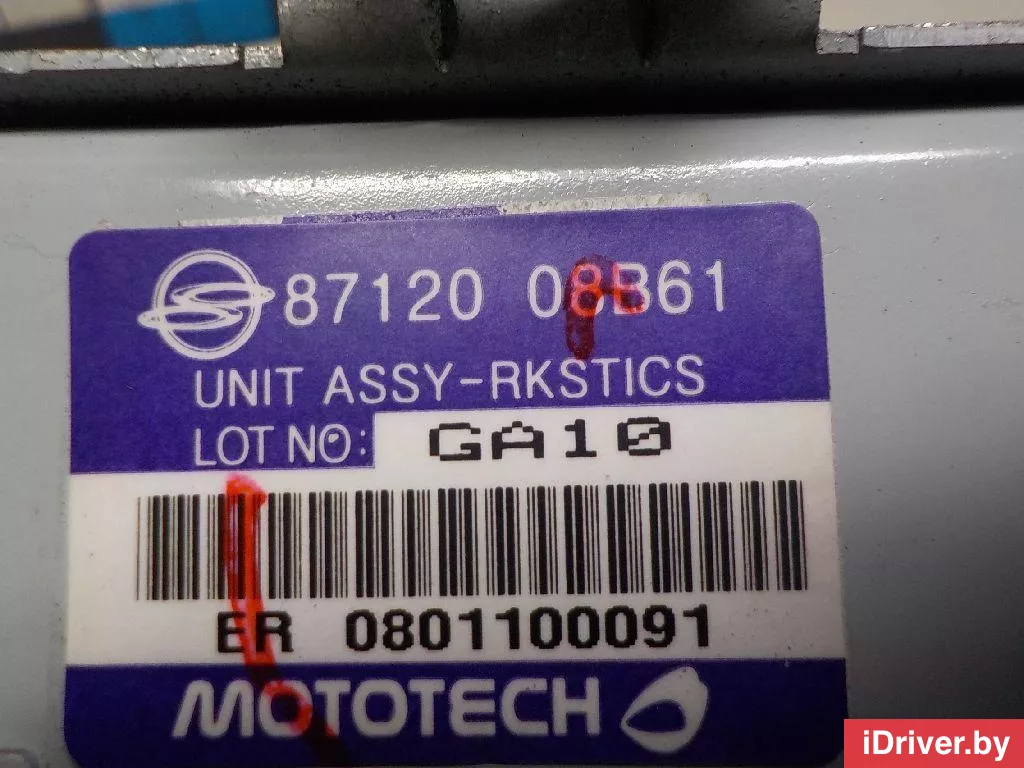 87120 08B61
UNIT ASSY-RKSTICS
LOT NO: GA10
ER 0801100091
MOTOTECH
iDriver.by